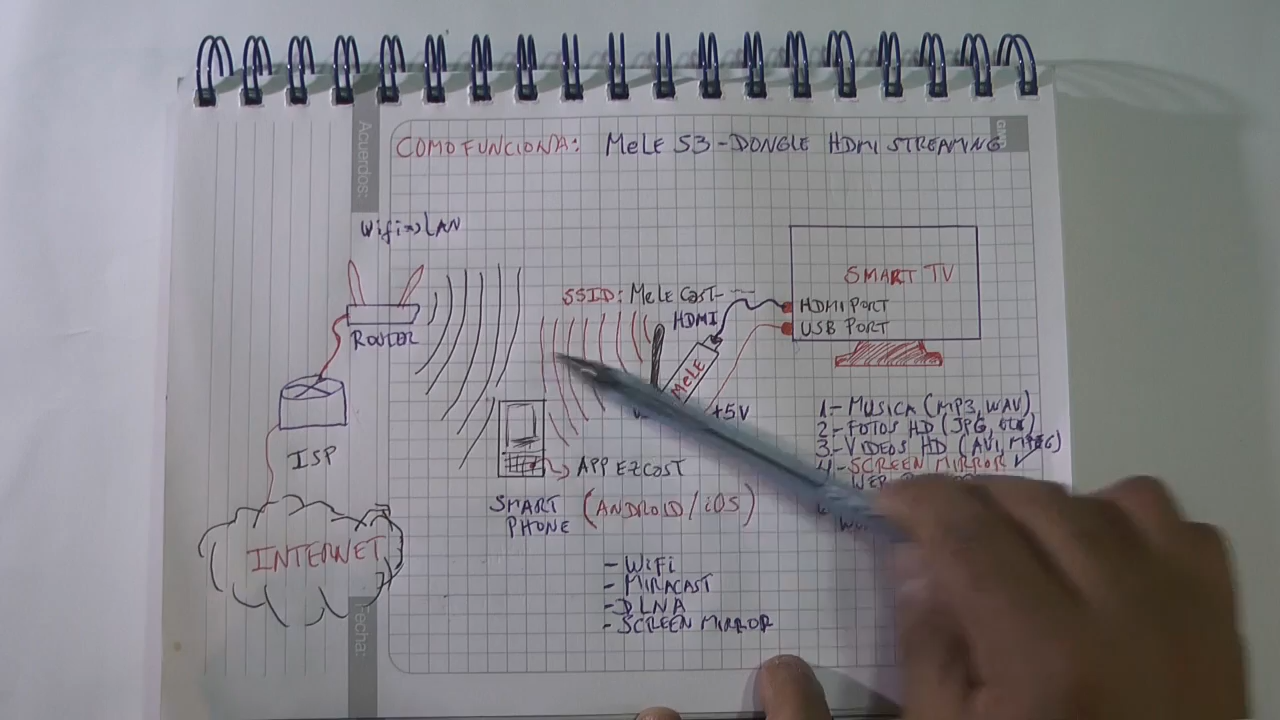 COMO FUNCIONA: MeLE S3-DONGLE HDMI STREAMING
Acuerdos:
Wifi=>LAN
SMART TV
SSID: MeLE Cast- ---
HDMI PORT
HDMI
USB PORT
ROUTER
MeLE
+5V
1- MUSICA (MP3, WAV)
2- FOTOS HD (JPG,
3- VIDEOS HD (AVI, MPEG)
4- SCREEN MIRROR ✓
ISP
APP EZCAST
SMART (ANDROID/iOS)
PHONE
INTERNET
- WiFi
- MIRACAST
- DLNA
- SCREEN MIRROR
Fecha: